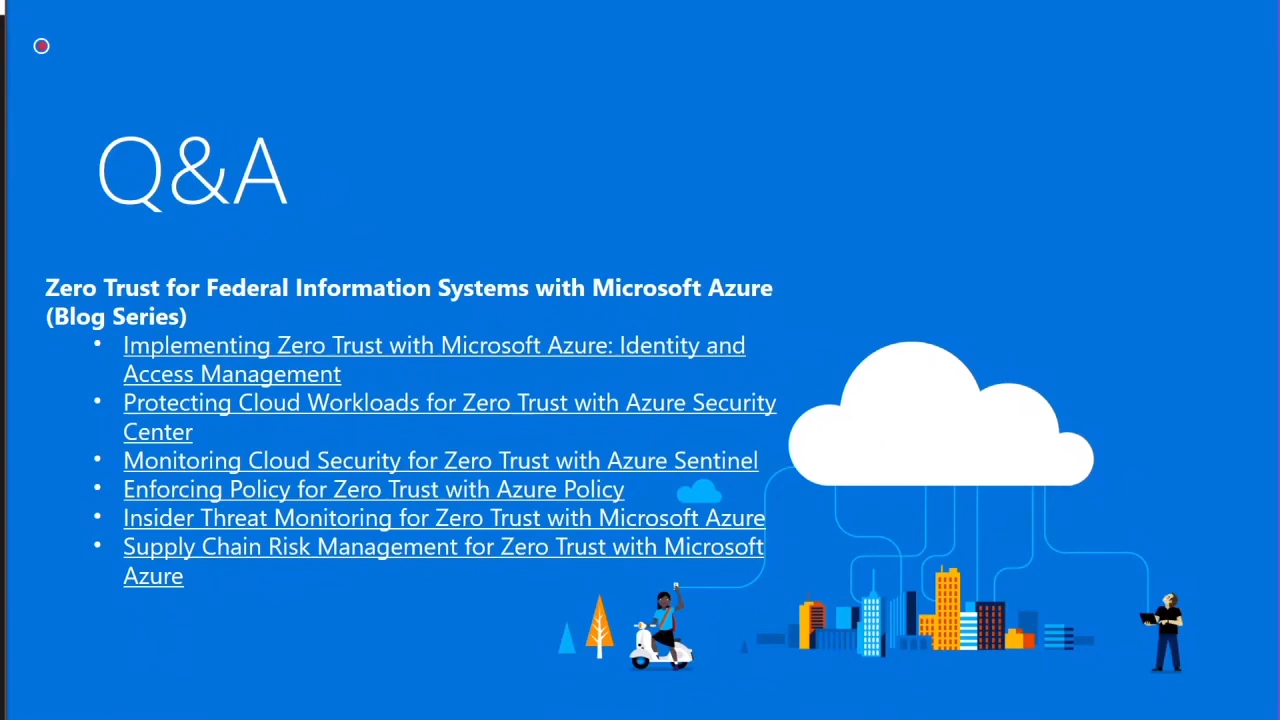 Q&A
Zero Trust for Federal Information Systems with Microsoft Azure
(Blog Series)
• Implementing Zero Trust with Microsoft Azure: Identity and
Access Management
• Protecting Cloud Workloads for Zero Trust with Azure Security
Center
• Monitoring Cloud Security for Zero Trust with Azure Sentinel
• Enforcing Policy for Zero Trust with Azure Policy
• Insider Threat Monitoring for Zero Trust with Microsoft Azure
• Supply Chain Risk Management for Zero Trust with Microsoft
Azure